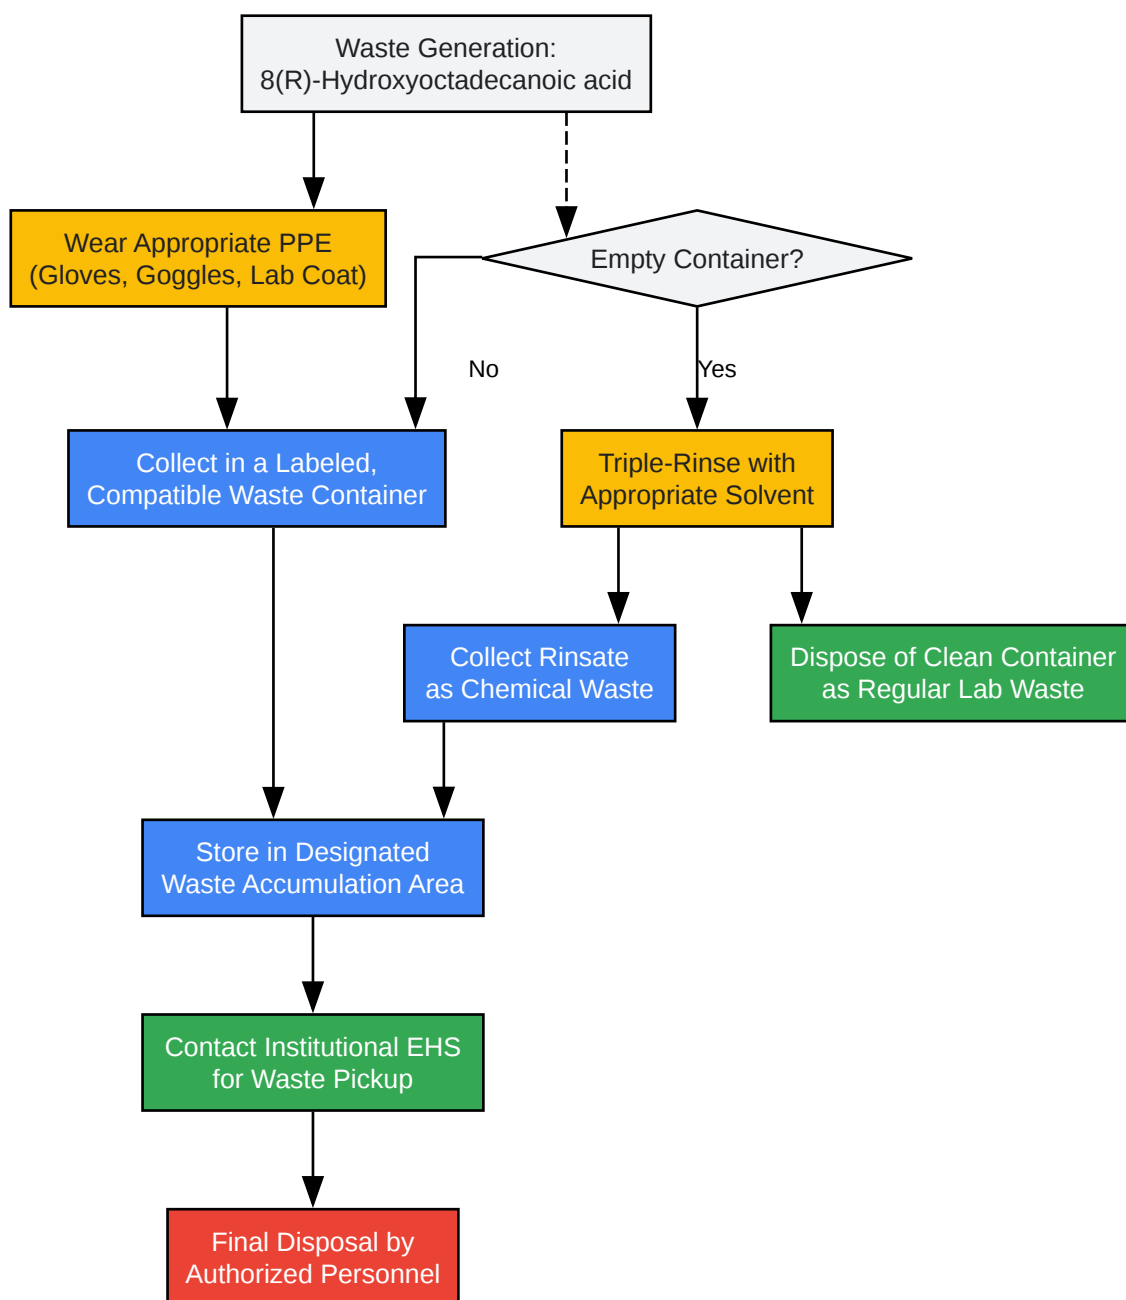 Waste Generation:
8(R)-Hydroxyoctadecanoic acid
Wear Appropriate PPE
(Gloves, Goggles, Lab Coat)
Empty Container?
No
Yes
Collect in a Labeled,
Compatible Waste Container
Triple-Rinse with
Appropriate Solvent
Collect Rinsate
as Chemical Waste
Dispose of Clean Container
as Regular Lab Waste
Store in Designated
Waste Accumulation Area
Contact Institutional EHS
for Waste Pickup
Final Disposal by
Authorized Personnel